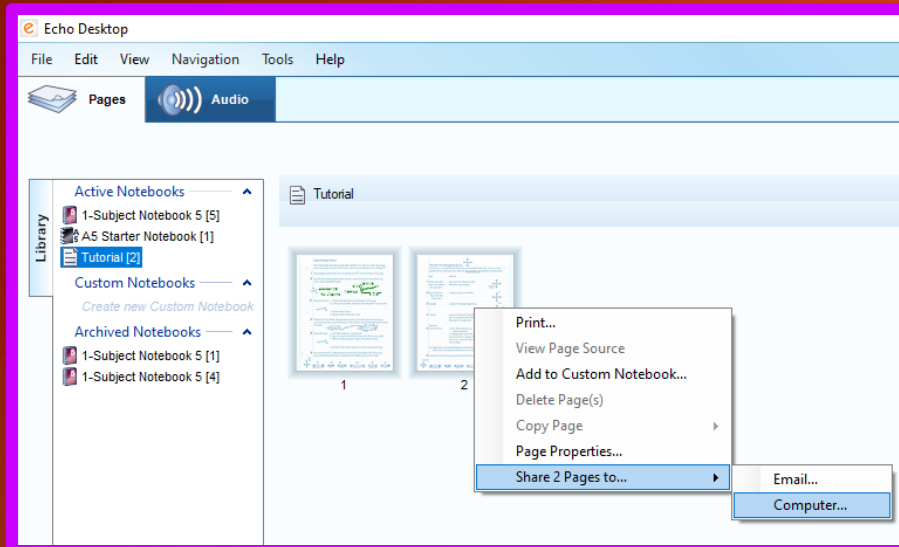 Echo Desktop
File Edit View Navigation Tools Help
Pages Audio
Library
Active Notebooks
1-Subject Notebook 5 [5]
A5 Starter Notebook [1]
Tutorial [2]
Custom Notebooks
Create new Custom Notebook
Archived Notebooks
1-Subject Notebook 5 [1]
1-Subject Notebook 5 [4]
Tutorial
1 2
Print...
View Page Source
Add to Custom Notebook...
Delete Page(s)
Copy Page
Page Properties...
Share 2 Pages to...
Email...
Computer...